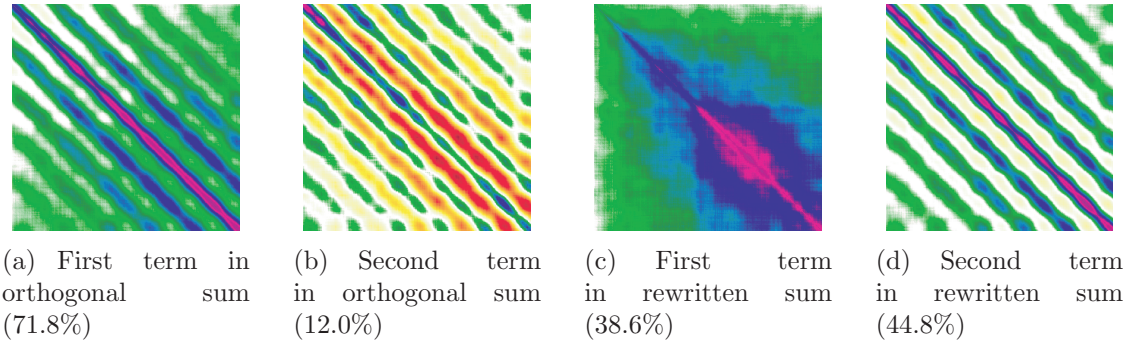 (a) First term in
orthogonal sum
(71.8%)
(b) Second term
in orthogonal sum
(12.0%)
(c) First term
in rewritten sum
(38.6%)
(d) Second term
in rewritten sum
(44.8%)